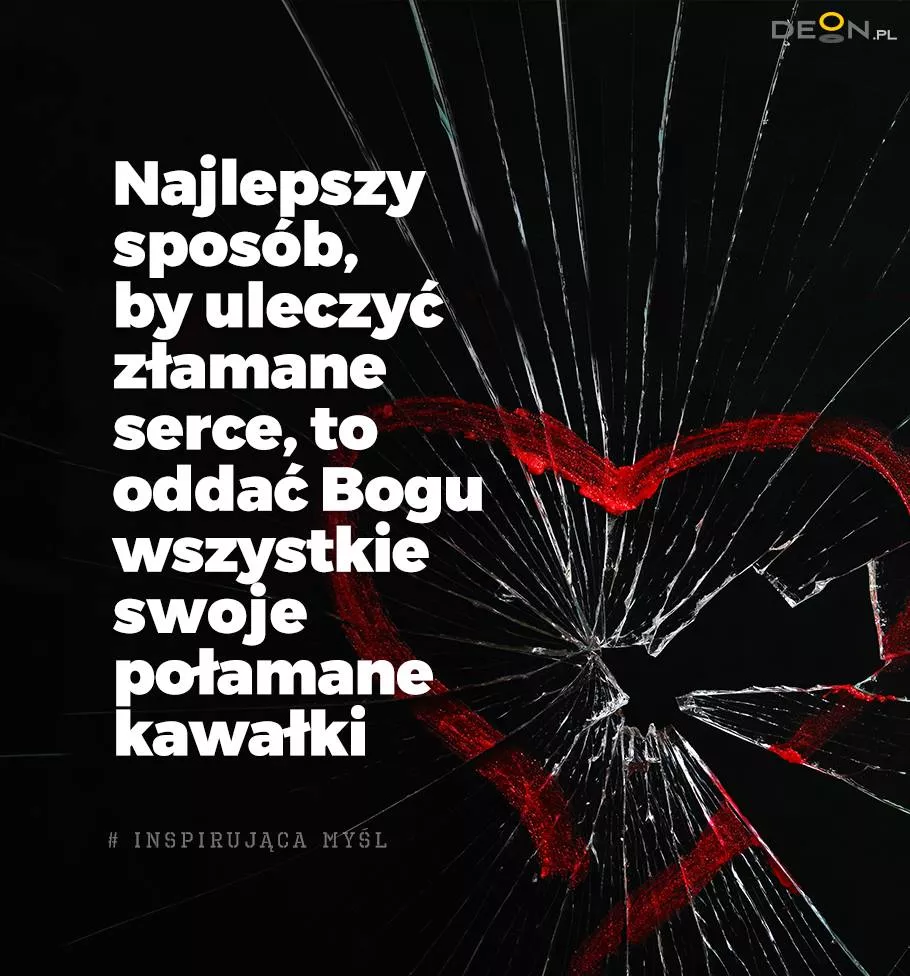 DEON.PL
Najlepszy
sposób,
by uleczyć
złamane
serce, to
oddać Bogu
wszystkie
swoje
połamane
kawałki
# INSPIRUJĄCA MYŚL